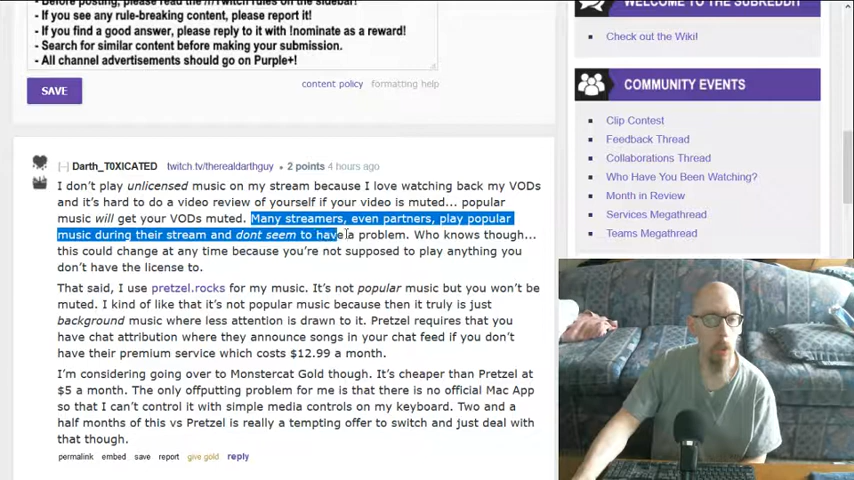 - Before posting, please read the /r/Twitch rules on the sidebar!
- If you see any rule-breaking content, please report it!
- If you find a good answer, please reply to it with !nominate as a reward!
- Search for similar content before making your submission.
- All channel advertisements should go on Purple+!
content policy formatting help
SAVE
[–] Darth_T0XICATED twitch.tv/therealdarthguy • 2 points 4 hours ago
I don't play unlicensed music on my stream because I love watching back my VODs
and it's hard to do a video review of yourself if your video is muted... popular
music will get your VODs muted. Many streamers, even partners, play popular
music during their stream and dont seem to have a problem. Who knows though...
this could change at any time because you're not supposed to play anything you
don't have the license to.
That said, I use pretzel.rocks for my music. It's not popular music but you won't be
muted. I kind of like that it's not popular music because then it truly is just
background music where less attention is drawn to it. Pretzel requires that you
have chat attribution where they announce songs in your chat feed if you don't
have their premium service which costs $12.99 a month.
I'm considering going over to Monstercat Gold though. It's cheaper than Pretzel at
$5 a month. The only offputting problem for me is that there is no official Mac App
so that I can't control it with simple media controls on my keyboard. Two and a
half months of this vs Pretzel is really a tempting offer to switch and just deal with
that though.
permalink embed save report give gold reply
WELCOME TO THE SUBREDDIT
Check out the Wiki!
COMMUNITY EVENTS
Clip Contest
Feedback Thread
Collaborations Thread
Who Have You Been Watching?
Month in Review
Services Megathread
Teams Megathread